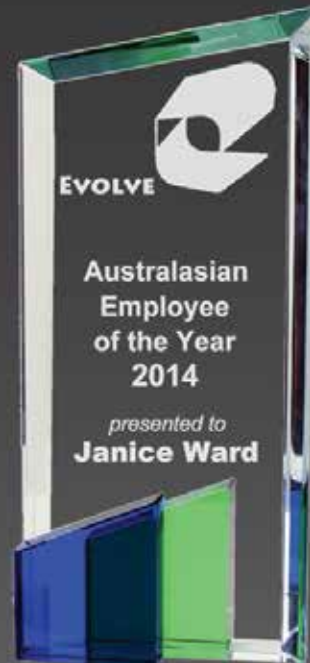 EVOLVE
Australasian
Employee
of the Year
2014
presented to
Janice Ward